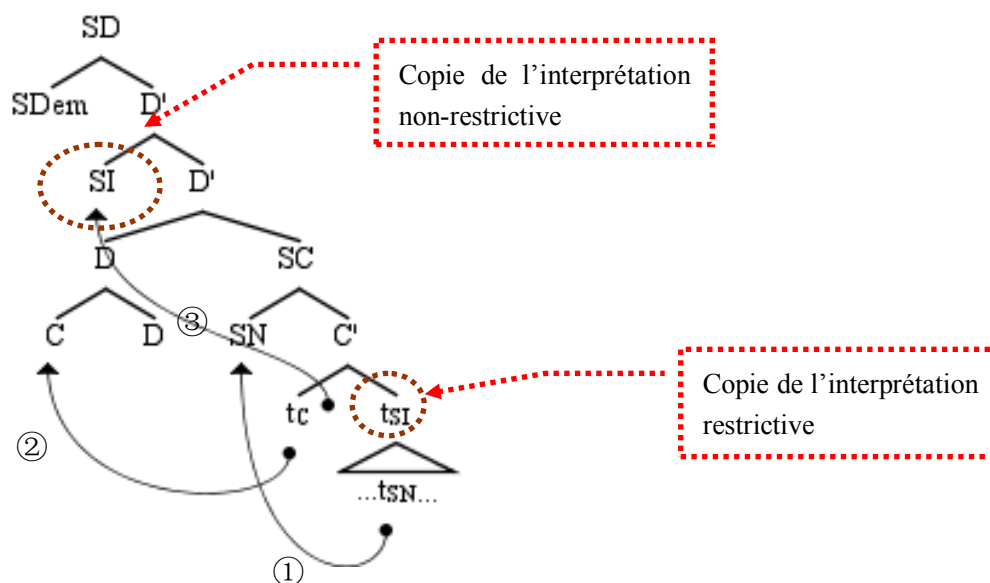 SD
Copie de l’interprétation
non-restrictive
SDem D'
SI D'
D SC
C D ③ SN C'
Copie de l’interprétation
restrictive
tC tSI
②
...tSN...
①